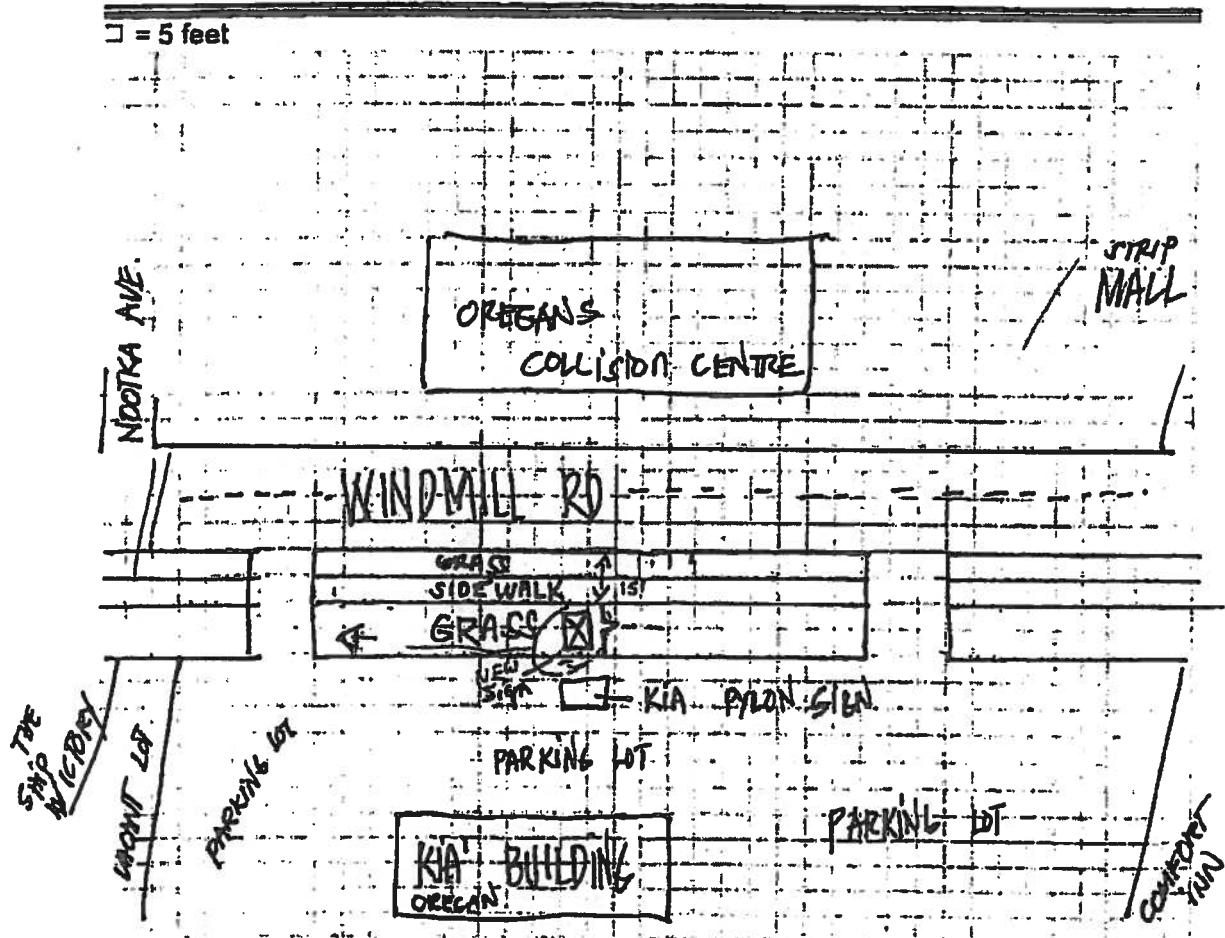 = 5 feet
STRIP
MALL
NOOTKA AVE.
OREGANS
COLLISION CENTRE
WINDMILL RD
GRASS
SIDEWALK 15'
GRASS
NEW
SIGN
KIA PYLON SIGN
THE
SHIP
VICTORY
VACANT LOT
PARKING LOT
PARKING LOT
PARKING LOT
KIA BUILDING
OREGAN
COMFORT
INN